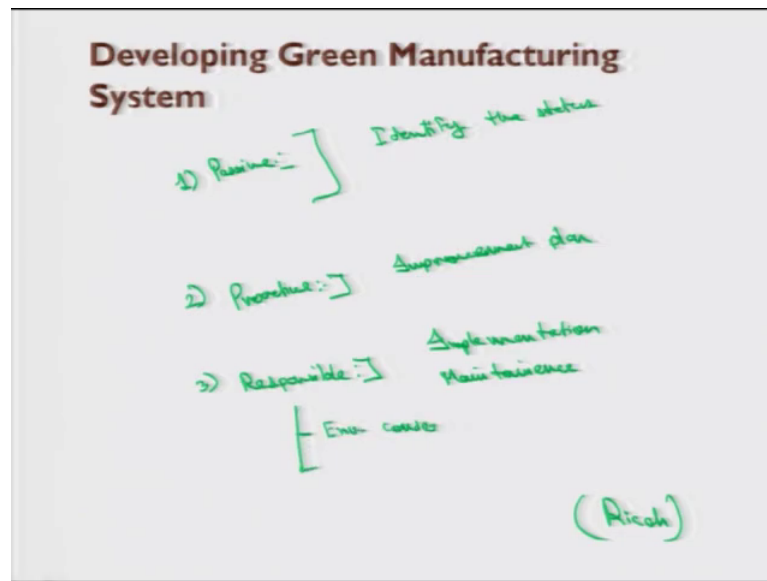 Developing Green Manufacturing
System
1) Passive:- Identify the status
2) Proactive:- Improvement plan
3) Responsible:- Implementation
Maintainence
Env
(Ricoh)